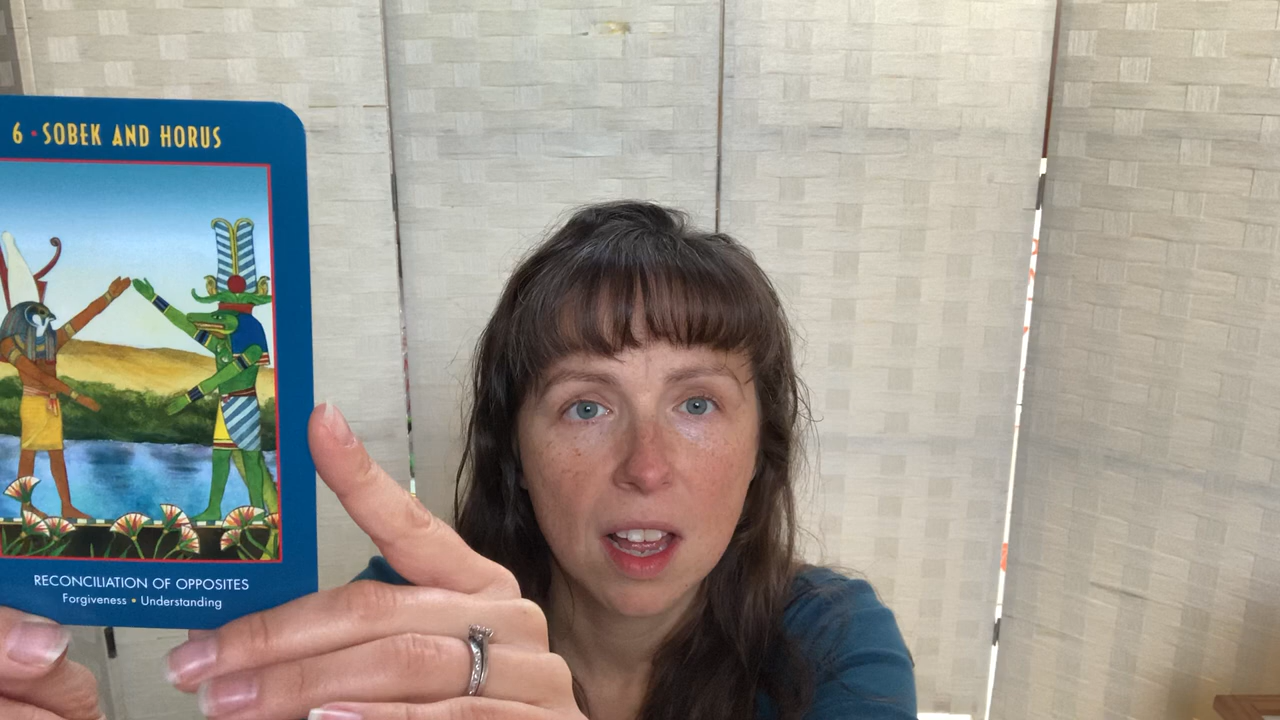 6 • SOBEK AND HORUS
RECONCILIATION OF OPPOSITES
Forgiveness • Understanding